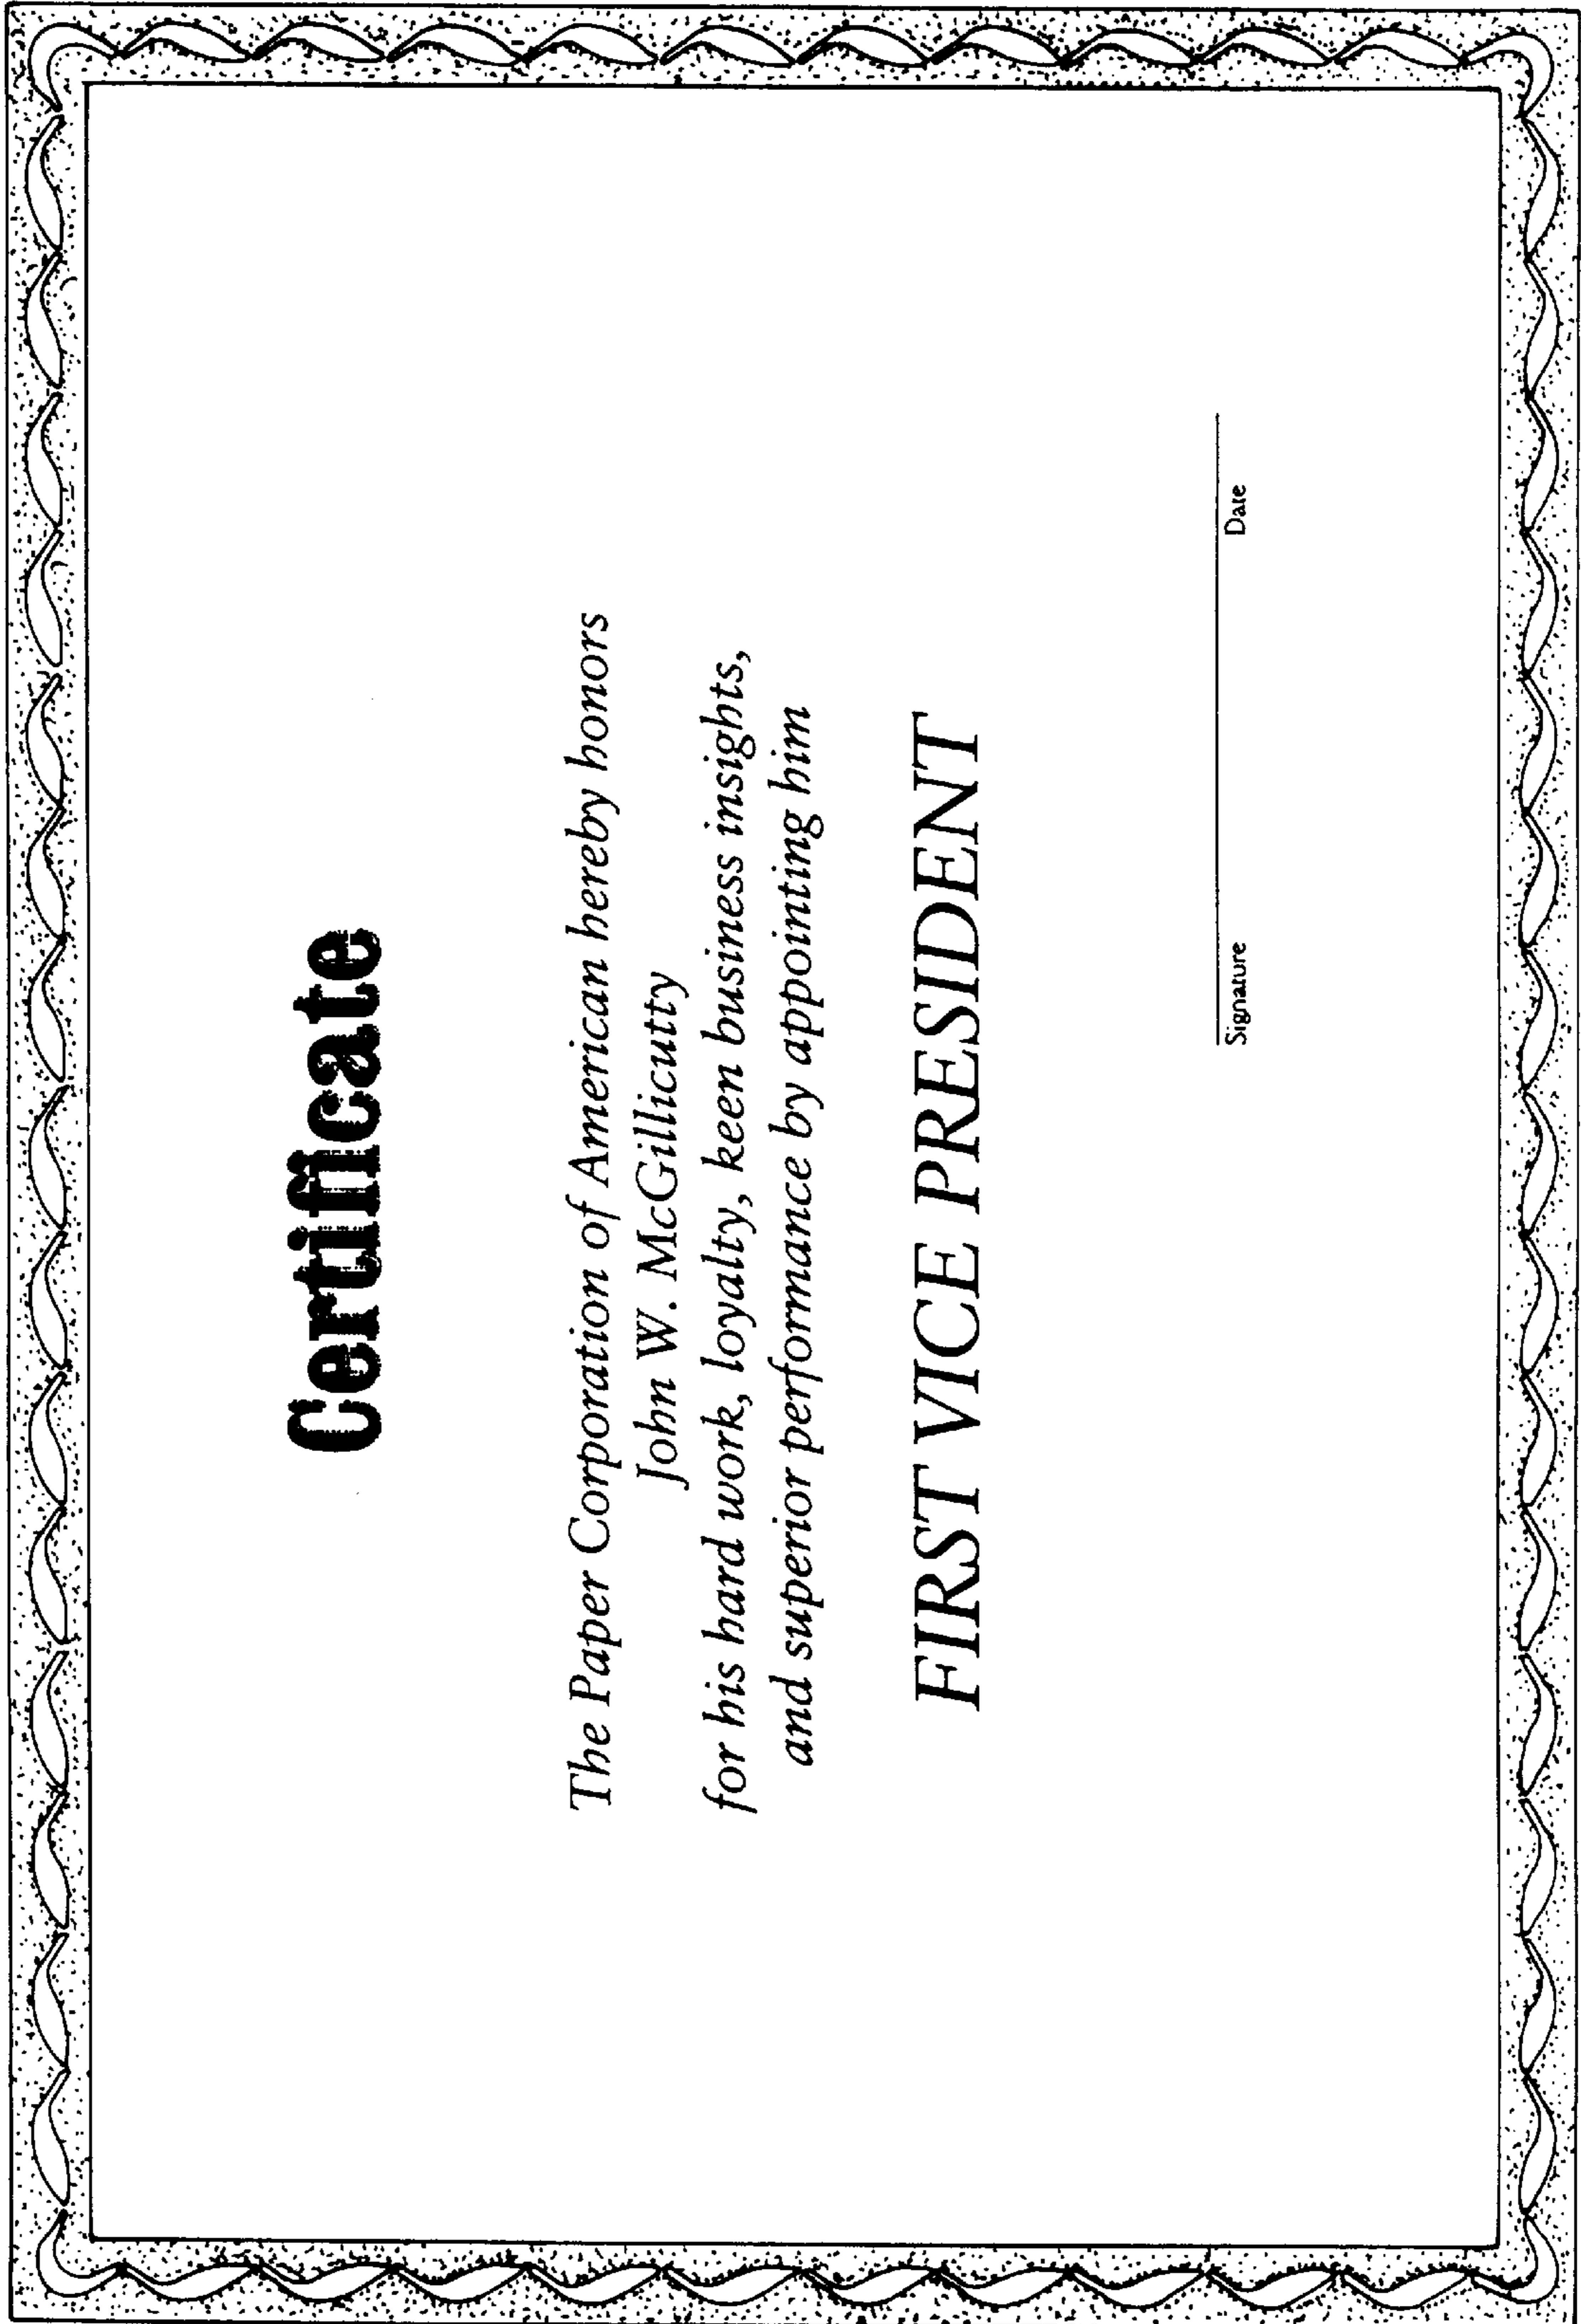 Certificate
The Paper Corporation of American hereby honors
John W. McGillicutty
for his hard work, loyalty, keen business insights,
and superior performance by appointing him
FIRST VICE PRESIDENT
Signature Date